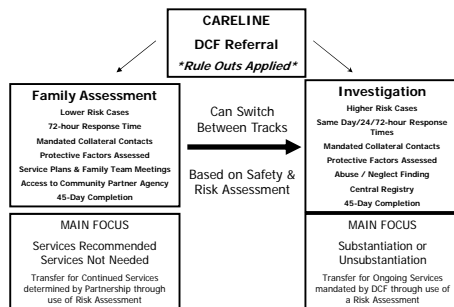 CARELINE
DCF Referral
*Rule Outs Applied*
Family Assessment
Lower Risk Cases
72-hour Response Time
Mandated Collateral Contacts
Protective Factors Assessed
Service Plans & Family Team Meetings
Access to Community Partner Agency
45-Day Completion
Can Switch
Between Tracks
Based on Safety &
Risk Assessment
Investigation
Higher Risk Cases
Same Day/24/72-hour Response
Times
Mandated Collateral Contacts
Protective Factors Assessed
Abuse / Neglect Finding
Central Registry
45-Day Completion
MAIN FOCUS
Services Recommended
Services Not Needed
Transfer for Continued Services
determined by Partnership through
use of Risk Assessment
MAIN FOCUS
Substantiation or
Unsubstantiation
Transfer for Ongoing Services
mandated by DCF through use of
a Risk Assessment